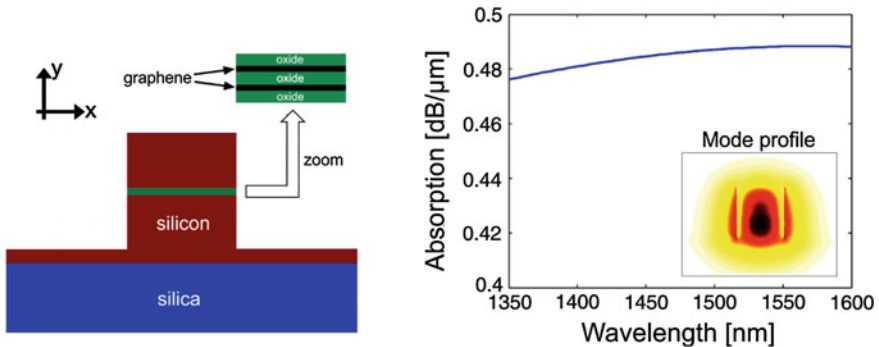 y
x
graphene
oxide
oxide
oxide
zoom
silicon
silica
Absorption [dB/μm]
0.5
0.48
0.46
0.44
0.42
0.4
Mode profile
1350 1400 1450 1500 1550 1600
Wavelength [nm]